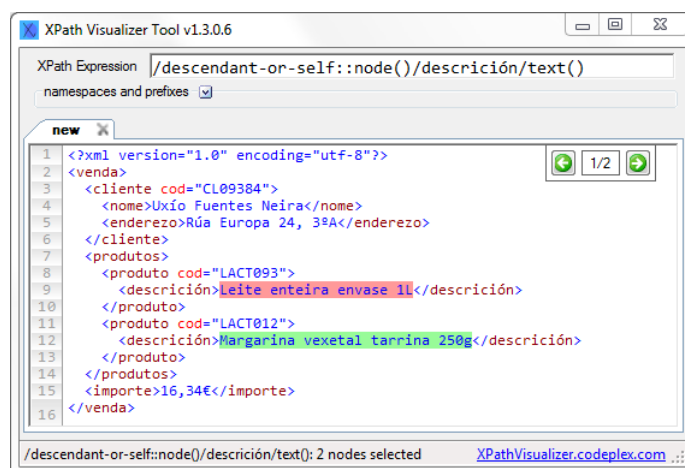 XPath Visualizer Tool v1.3.0.6
XPath Expression /descendant-or-self::node()/descrición/text()
namespaces and prefixes
new
1 <?xml version="1.0" encoding="utf-8"?>
1/2
2 <venda>
3 <cliente cod="CL09384">
4 <nome>Uxío Fuentes Neira</nome>
5 <enderezo>Rúa Europa 24, 3ªA</enderezo>
6 </cliente>
7 <produtos>
8 <produto cod="LACT093">
9 <descrición>Leite enteira envase 1L</descrición>
10 </produto>
11 <produto cod="LACT012">
12 <descrición>Margarina vexetal tarrina 250g</descrición>
13 </produto>
14 </produtos>
15 <importe>16,34€</importe>
16 </venda>
/descendant-or-self::node()/descrición/text(): 2 nodes selected XPathVisualizer.codeplex.com